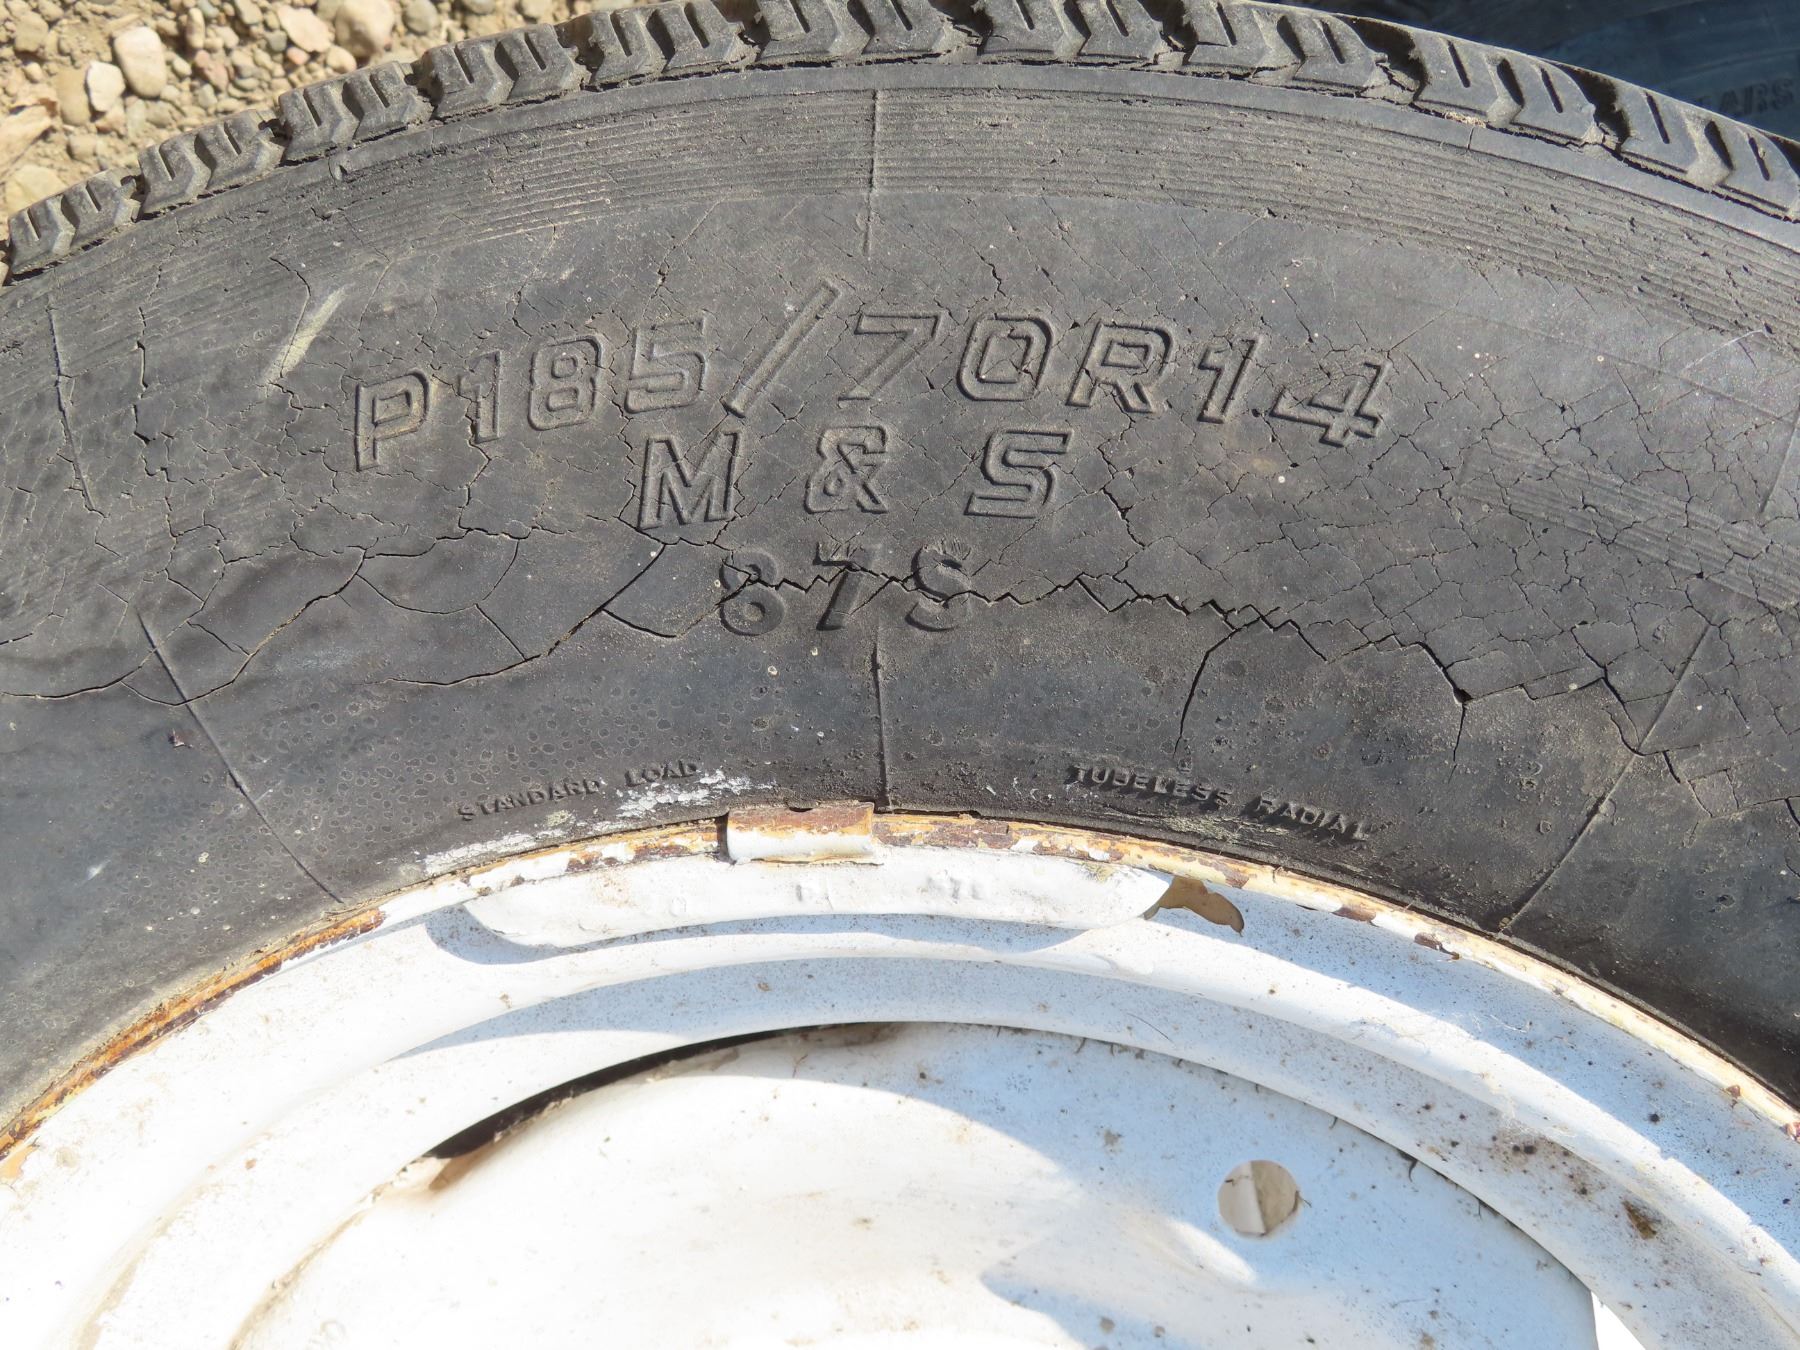 P185/70R14
M & S
87S
STANDARD LOAD
TUBELESS RADIAL